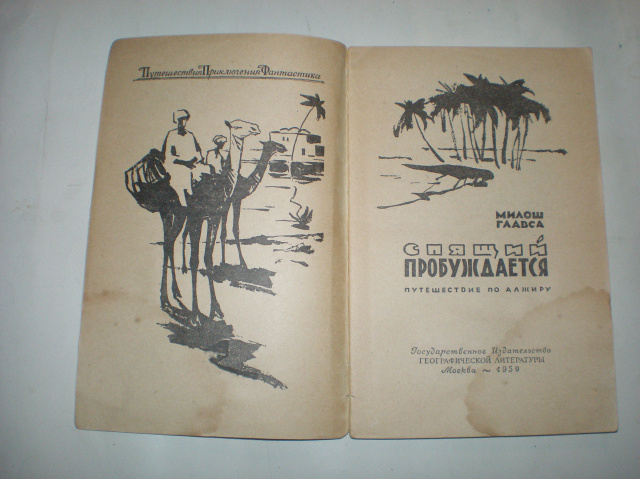 Путешествия Приключения Фантастика
МИЛОШ
ГЛАВСА
СПЯЩИЙ
ПРОБУЖДАЕТСЯ
ПУТЕШЕСТВИЕ ПО АЛЖИРУ
Государственное Издательство
ГЕОГРАФИЧЕСКОЙ ЛИТЕРАТУРЫ
Москва ~ 1959